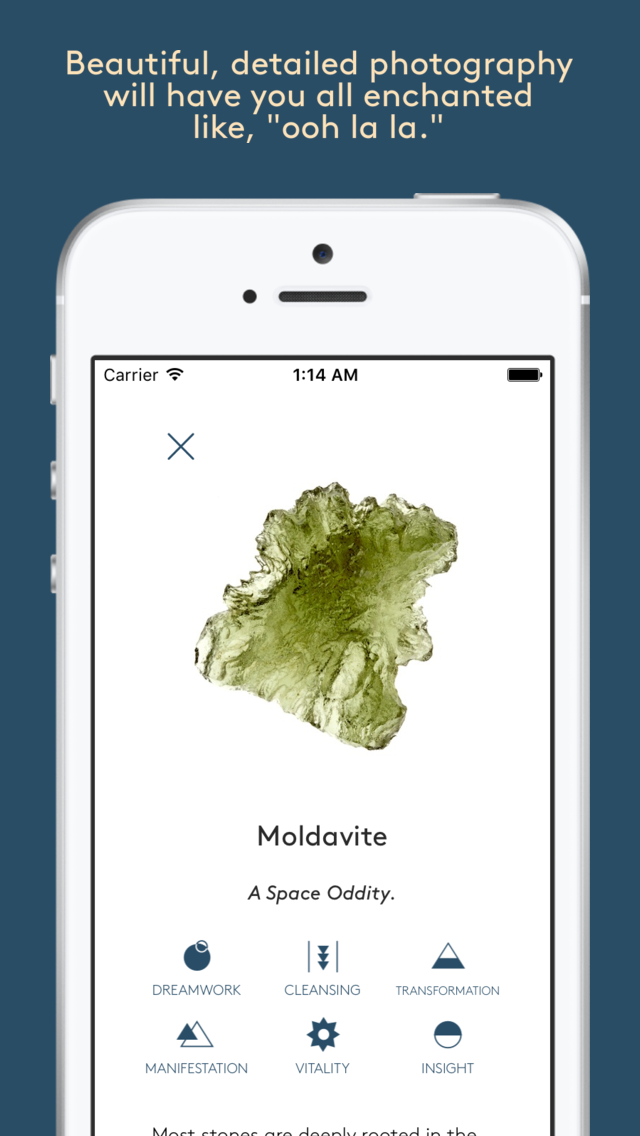 Beautiful, detailed photography
will have you all enchanted
like, "ooh la la."
Carrier
1:14 AM
Moldavite
A Space Oddity.
DREAMWORK
CLEANSING
TRANSFORMATION
MANIFESTATION
VITALITY
INSIGHT
Most stones are deeply rooted in the